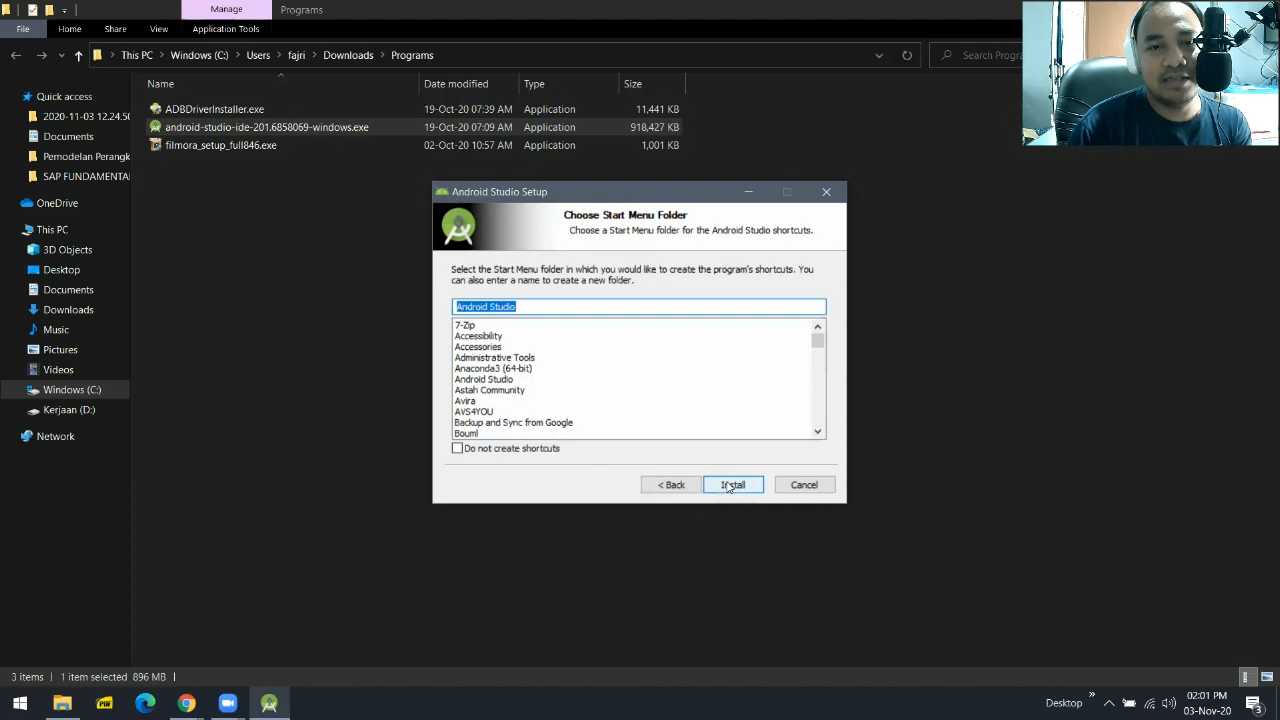 Manage
Programs
File
Home
Share
View
Application Tools
This PC
Windows (C:)
Users
fajri
Downloads
Programs
Search Progra
Name
Date modified
Type
Size
ADBDriverInstaller.exe
19-Oct-20 07:39 AM
Application
11,441 KB
android-studio-ide-201.6858069-windows.exe
19-Oct-20 07:09 AM
Application
918,427 KB
filmora_setup_full846.exe
02-Oct-20 10:57 AM
Application
1,001 KB
Quick access
2020-11-03 12.24.50
Documents
Pemodelan Perangk
SAP FUNDAMENTA
OneDrive
This PC
3D Objects
Desktop
Documents
Downloads
Music
Pictures
Videos
Windows (C:)
Kerjaan (D:)
Network
Android Studio Setup
Choose Start Menu Folder
Choose a Start Menu folder for the Android Studio shortcuts.
Select the Start Menu folder in which you would like to create the program's shortcuts. You
can also enter a name to create a new folder.
Android Studio
7-Zip
Accessibility
Accessories
Administrative Tools
Anaconda3 (64-bit)
Android Studio
Astah Community
Avira
AVS4YOU
Backup and Sync from Google
Bouml
Do not create shortcuts
< Back
Install
Cancel
3 items
1 item selected 896 MB
Desktop
02:01 PM
03-Nov-20
3